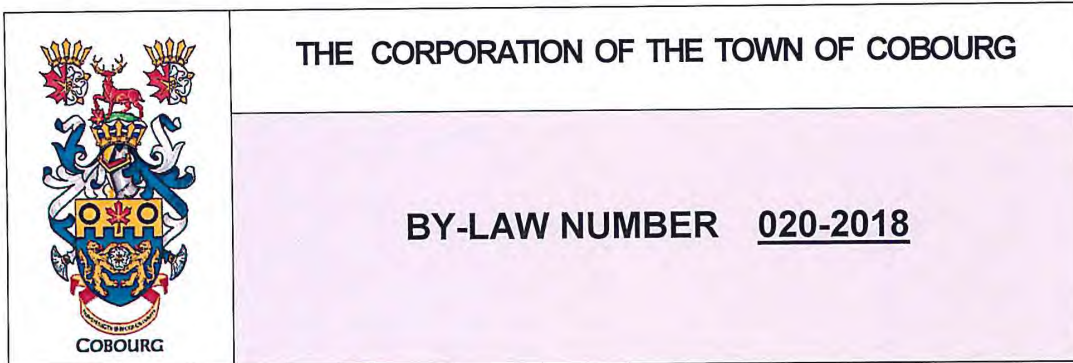 THE CORPORATION OF THE TOWN OF COBOURG
BY-LAW NUMBER 020-2018
COBOURG